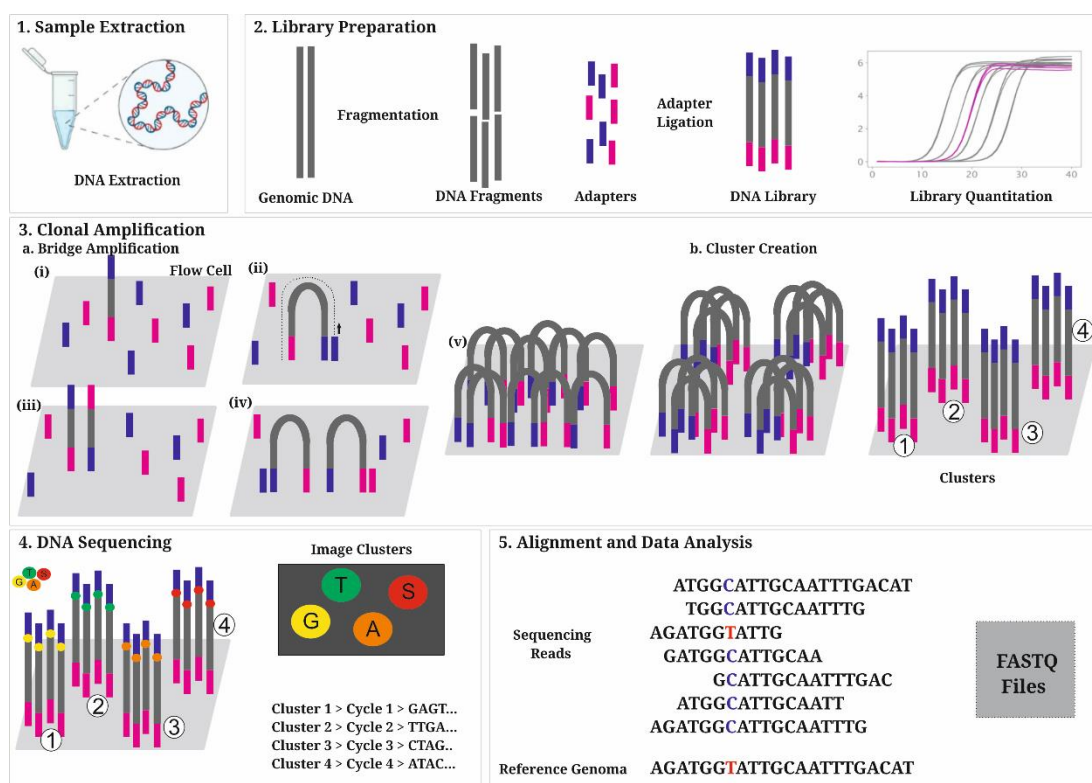 1. Sample Extraction
DNA Extraction
2. Library Preparation
Genomic DNA
Fragmentation
DNA Fragments
Adapters
Adapter
Ligation
DNA Library
6
4
2
0
0
10
20
30
40
Library Quantitation
3. Clonal Amplification
a. Bridge Amplification
(i)
Flow Cell
(ii)
(iii)
(iv)
(v)
b. Cluster Creation
1
2
3
4
Clusters
4. DNA Sequencing
T
S
G
A
1
2
3
4
Image Clusters
T
S
G
A
Cluster 1 > Cycle 1 > GAGT...
Cluster 2 > Cycle 2 > TTGA...
Cluster 3 > Cycle 3 > CTAG..
Cluster 4 > Cycle 4 > ATAC...
5. Alignment and Data Analysis
Sequencing
Reads
ATGGCATTGCAATTTGACAT
TGGCATTGCAATTTG
AGATGGTATTG
GATGGCATTGCAA
GCATTGCAATTTGAC
ATGGCATTGCAATT
AGATGGCATTGCAATTTG
Reference Genoma
AGATGGTATTGCAATTTGACAT
FASTQ
Files